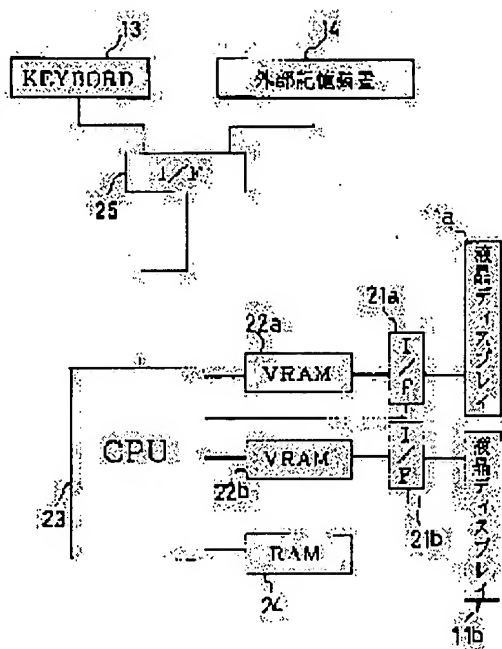 13
14
KEYBORD
外部記憶装置
I/F
25
a
液晶ディスプレイ
21a
22a
I/F
VRAM
CPU
VRAM
I/F
液晶ディスプレイ
23
22b
21b
RAM
24
11b